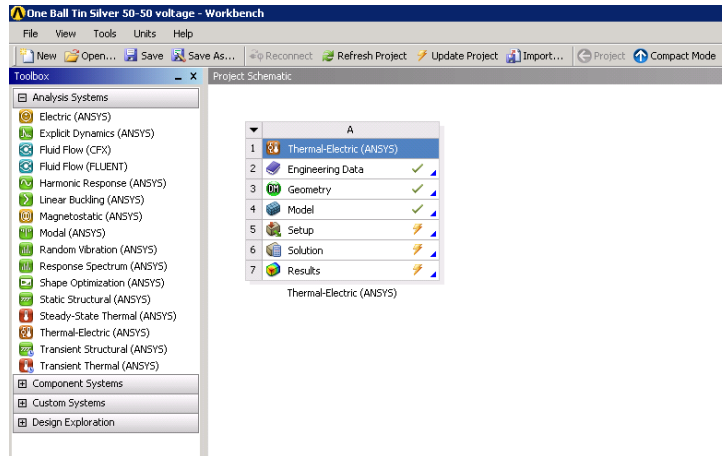 One Ball Tin Silver 50-50 voltage - Workbench
File View Tools Units Help
New Open... Save Save As... Reconnect Refresh Project Update Project Import... Project Compact Mode
Toolbox
Project Schematic
Analysis Systems
Electric (ANSYS)
Explicit Dynamics (ANSYS)
Fluid Flow (CFX)
Fluid Flow (FLUENT)
Harmonic Response (ANSYS)
Linear Buckling (ANSYS)
Magnetostatic (ANSYS)
Modal (ANSYS)
Random Vibration (ANSYS)
Response Spectrum (ANSYS)
Shape Optimization (ANSYS)
Static Structural (ANSYS)
Steady-State Thermal (ANSYS)
Thermal-Electric (ANSYS)
Transient Structural (ANSYS)
Transient Thermal (ANSYS)
Component Systems
Custom Systems
Design Exploration
A
1 Thermal-Electric (ANSYS)
2 Engineering Data
3 Geometry
4 Model
5 Setup
6 Solution
7 Results
Thermal-Electric (ANSYS)